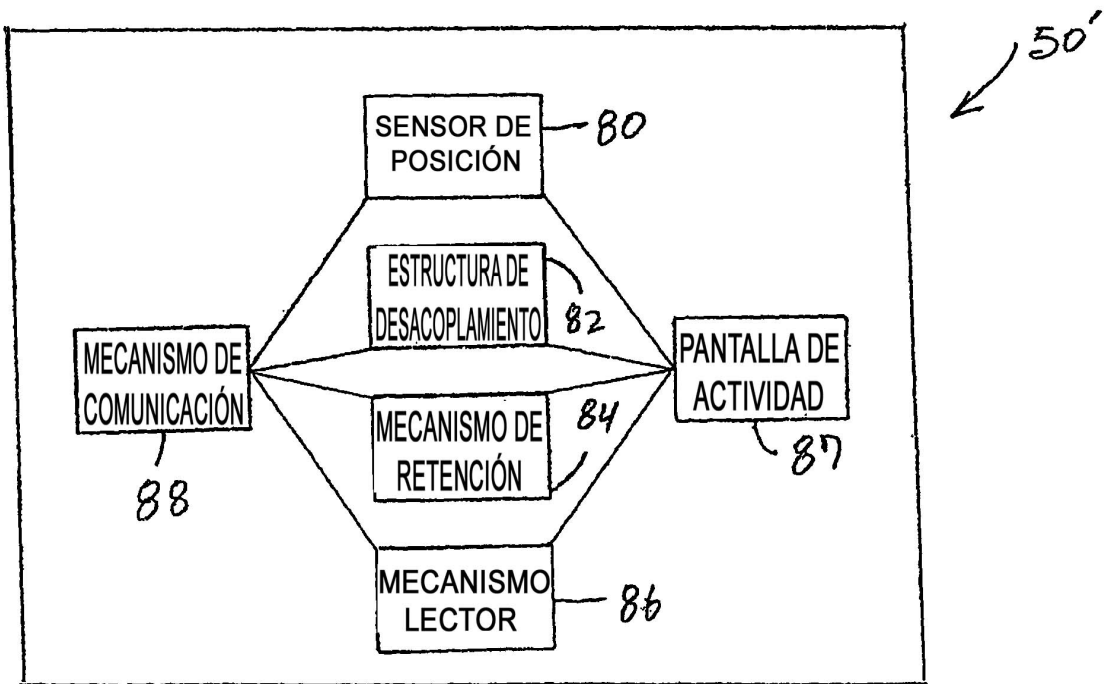 50'
SENSOR DE
POSICIÓN
80
ESTRUCTURA DE
DESACOPLAMIENTO
82
MECANISMO DE
COMUNICACIÓN
88
PANTALLA DE
ACTIVIDAD
87
MECANISMO DE
RETENCIÓN
84
MECANISMO
LECTOR
86